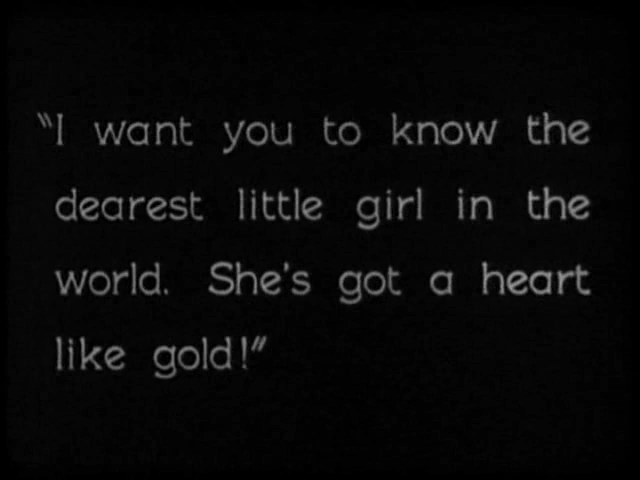 "I want you to know the
dearest little girl in the
world. She's got a heart
like gold!"